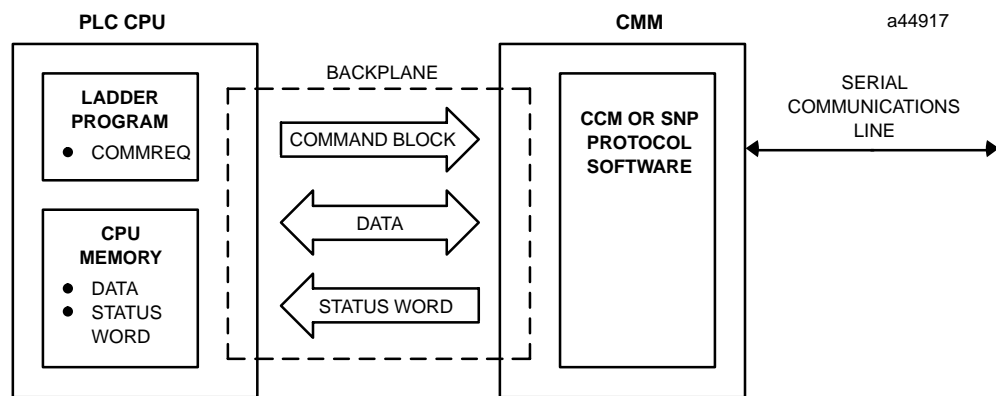 PLC CPU
CMM
a44917
BACKPLANE
LADDER
PROGRAM
● COMMREQ
CPU
MEMORY
● DATA
● STATUS
WORD
COMMAND BLOCK
DATA
STATUS WORD
CCM OR SNP
PROTOCOL
SOFTWARE
SERIAL
COMMUNICATIONS
LINE